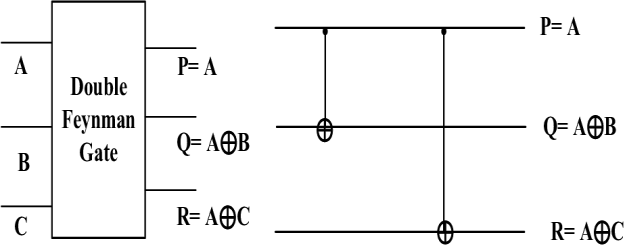 A
B
C
Double
Feynman
Gate
P= A
Q= A⊕B
R= A⊕C
P= A
Q= A⊕B
R= A⊕C